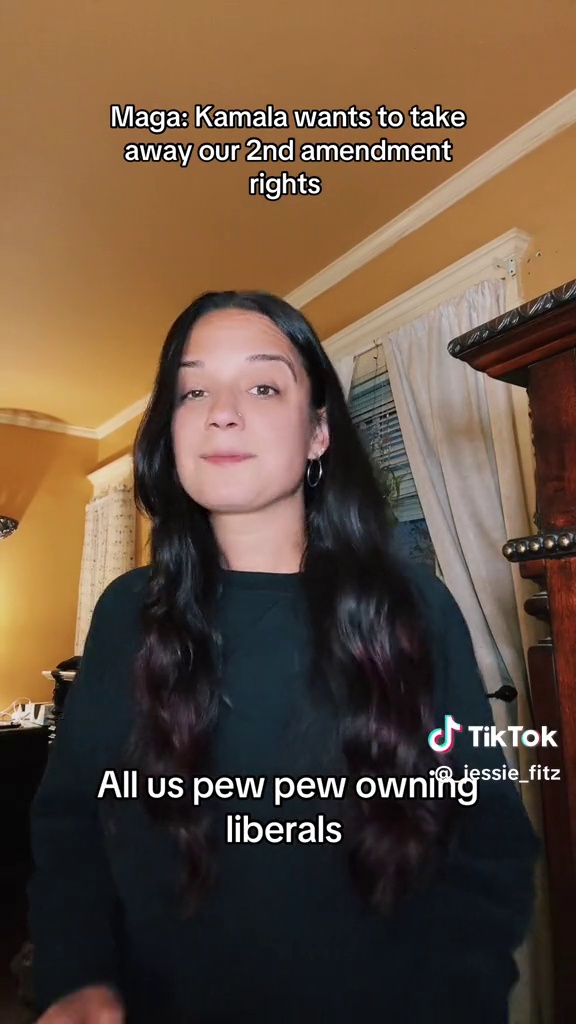 Maga: Kamala wants to take
away our 2nd amendment
rights
TikTok
@_jessie_fitz
All us pew pew owning
liberals